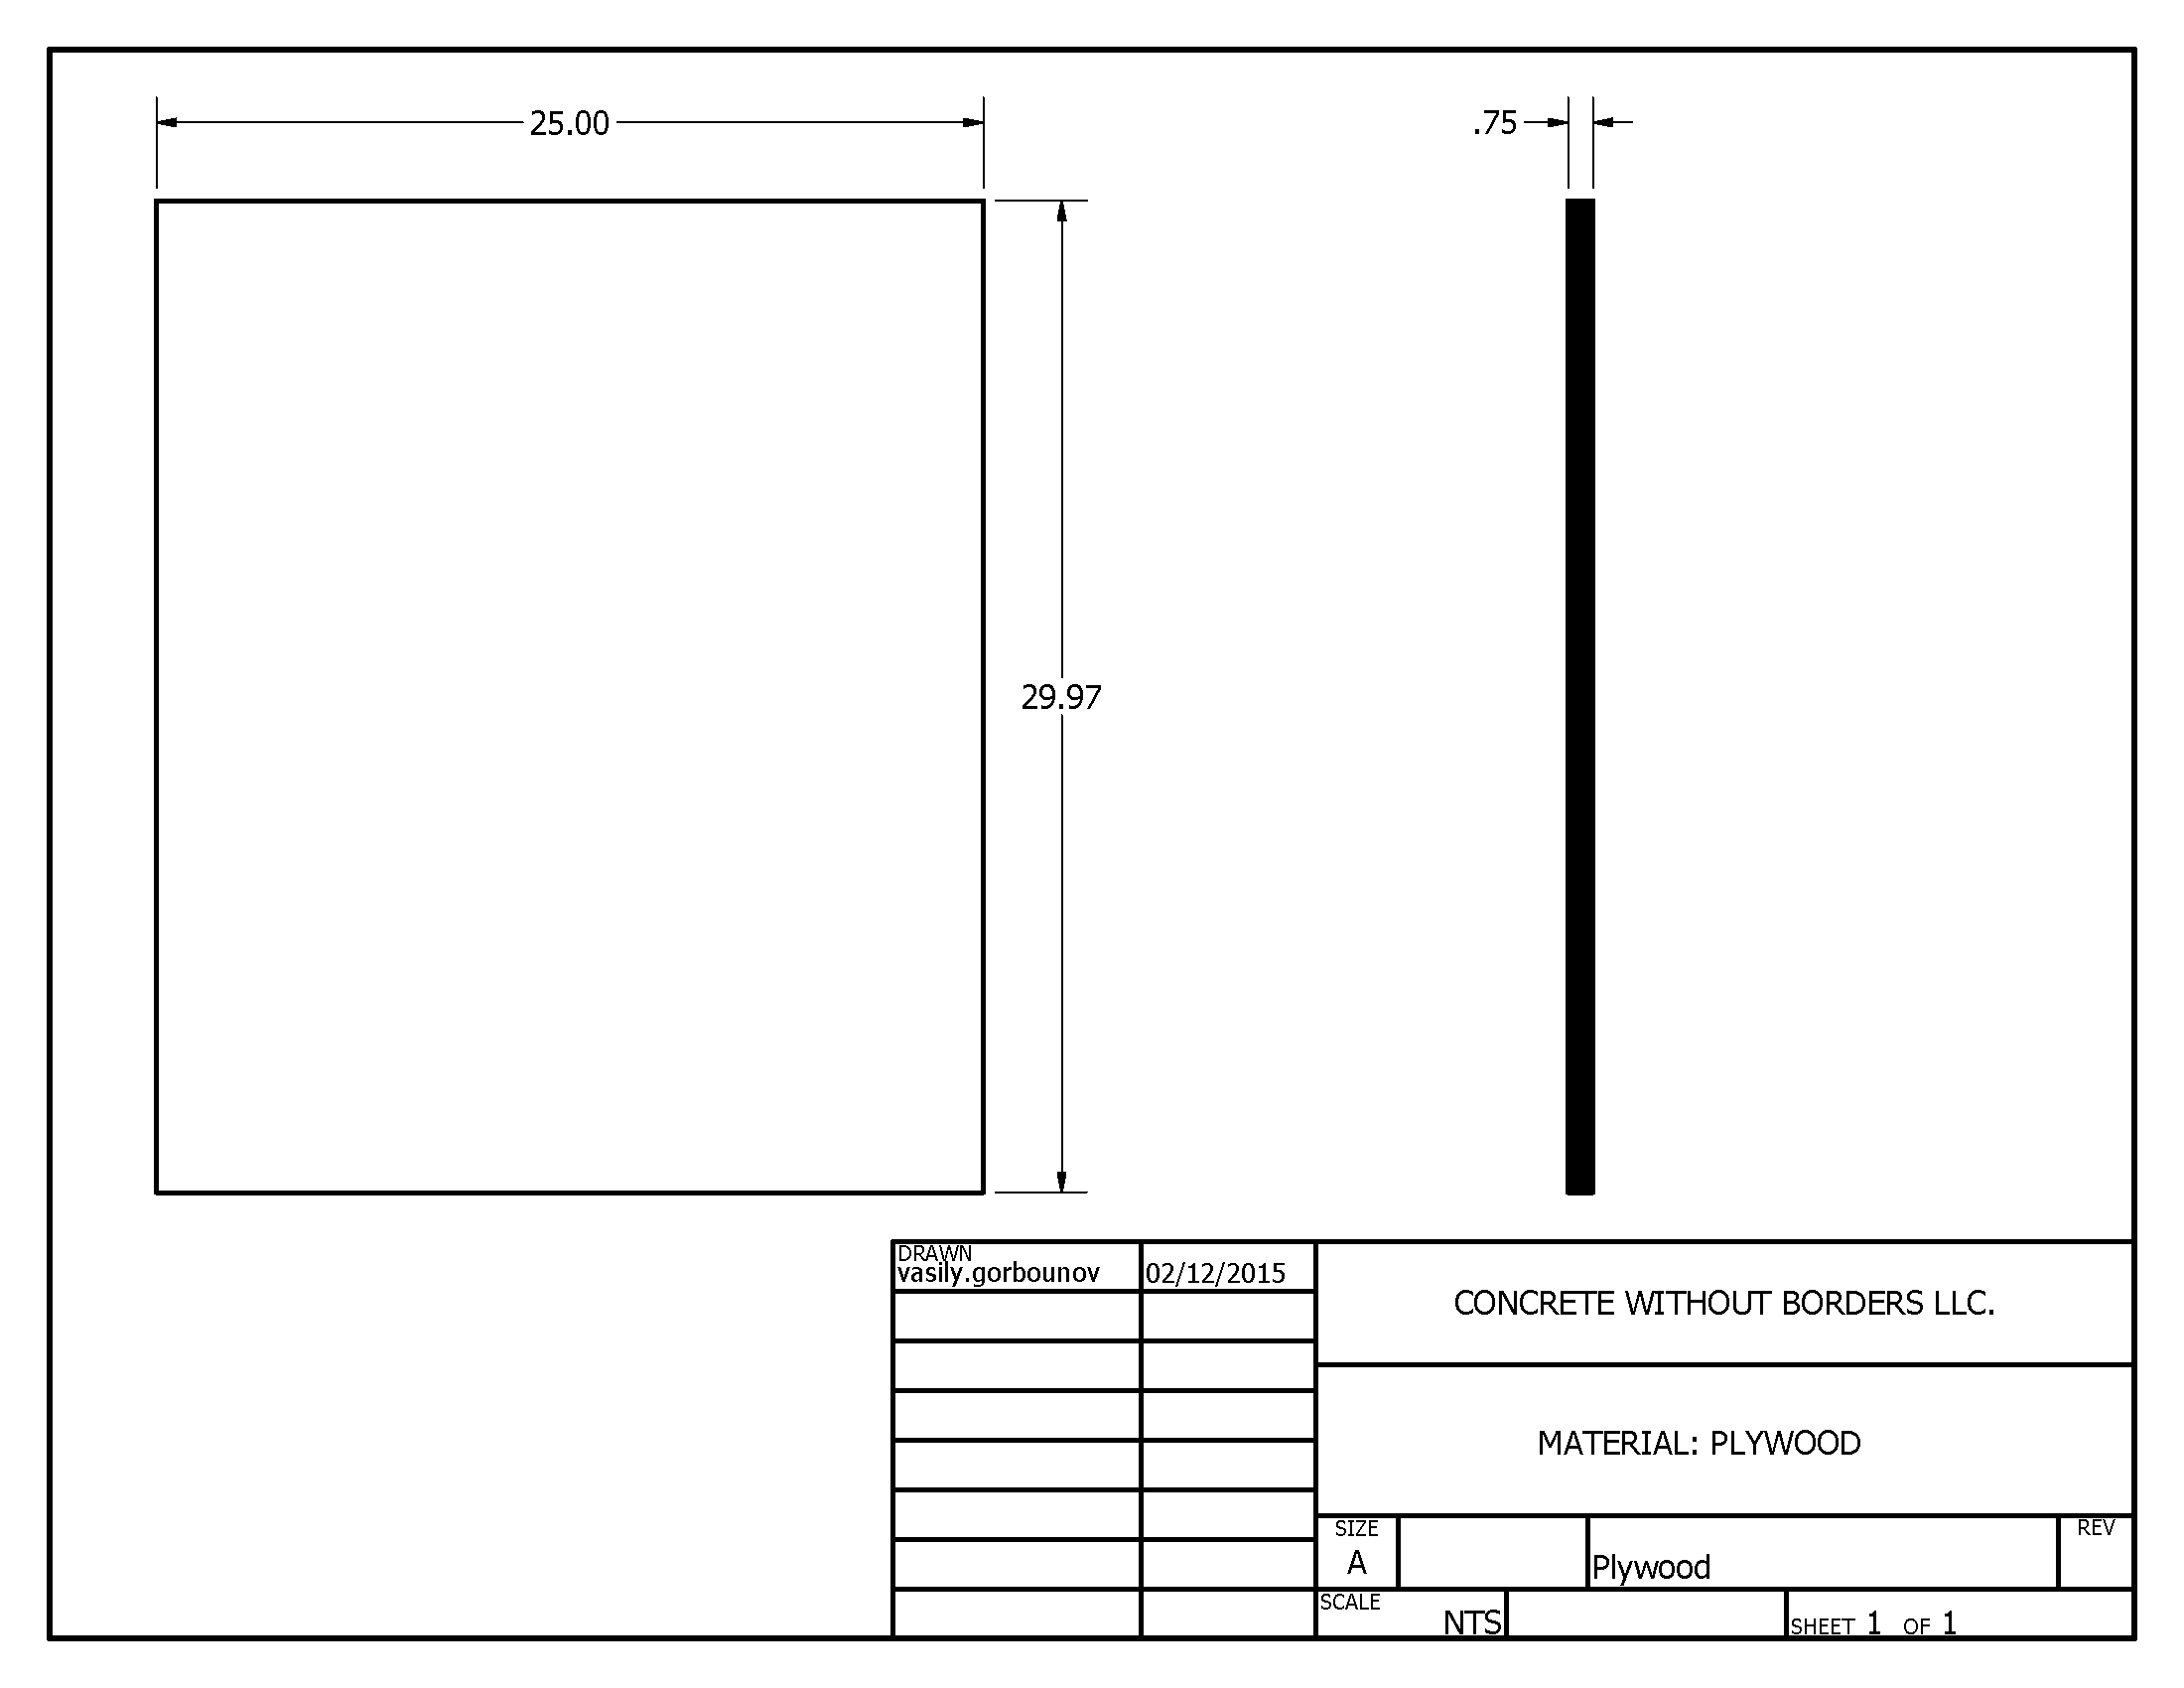 25.00
.75
29.97
DRAWN
vasily.gorbounov
02/12/2015
CONCRETE WITHOUT BORDERS LLC.
MATERIAL: PLYWOOD
SIZE
A
Plywood
REV
SCALE
NTS
SHEET 1 OF 1